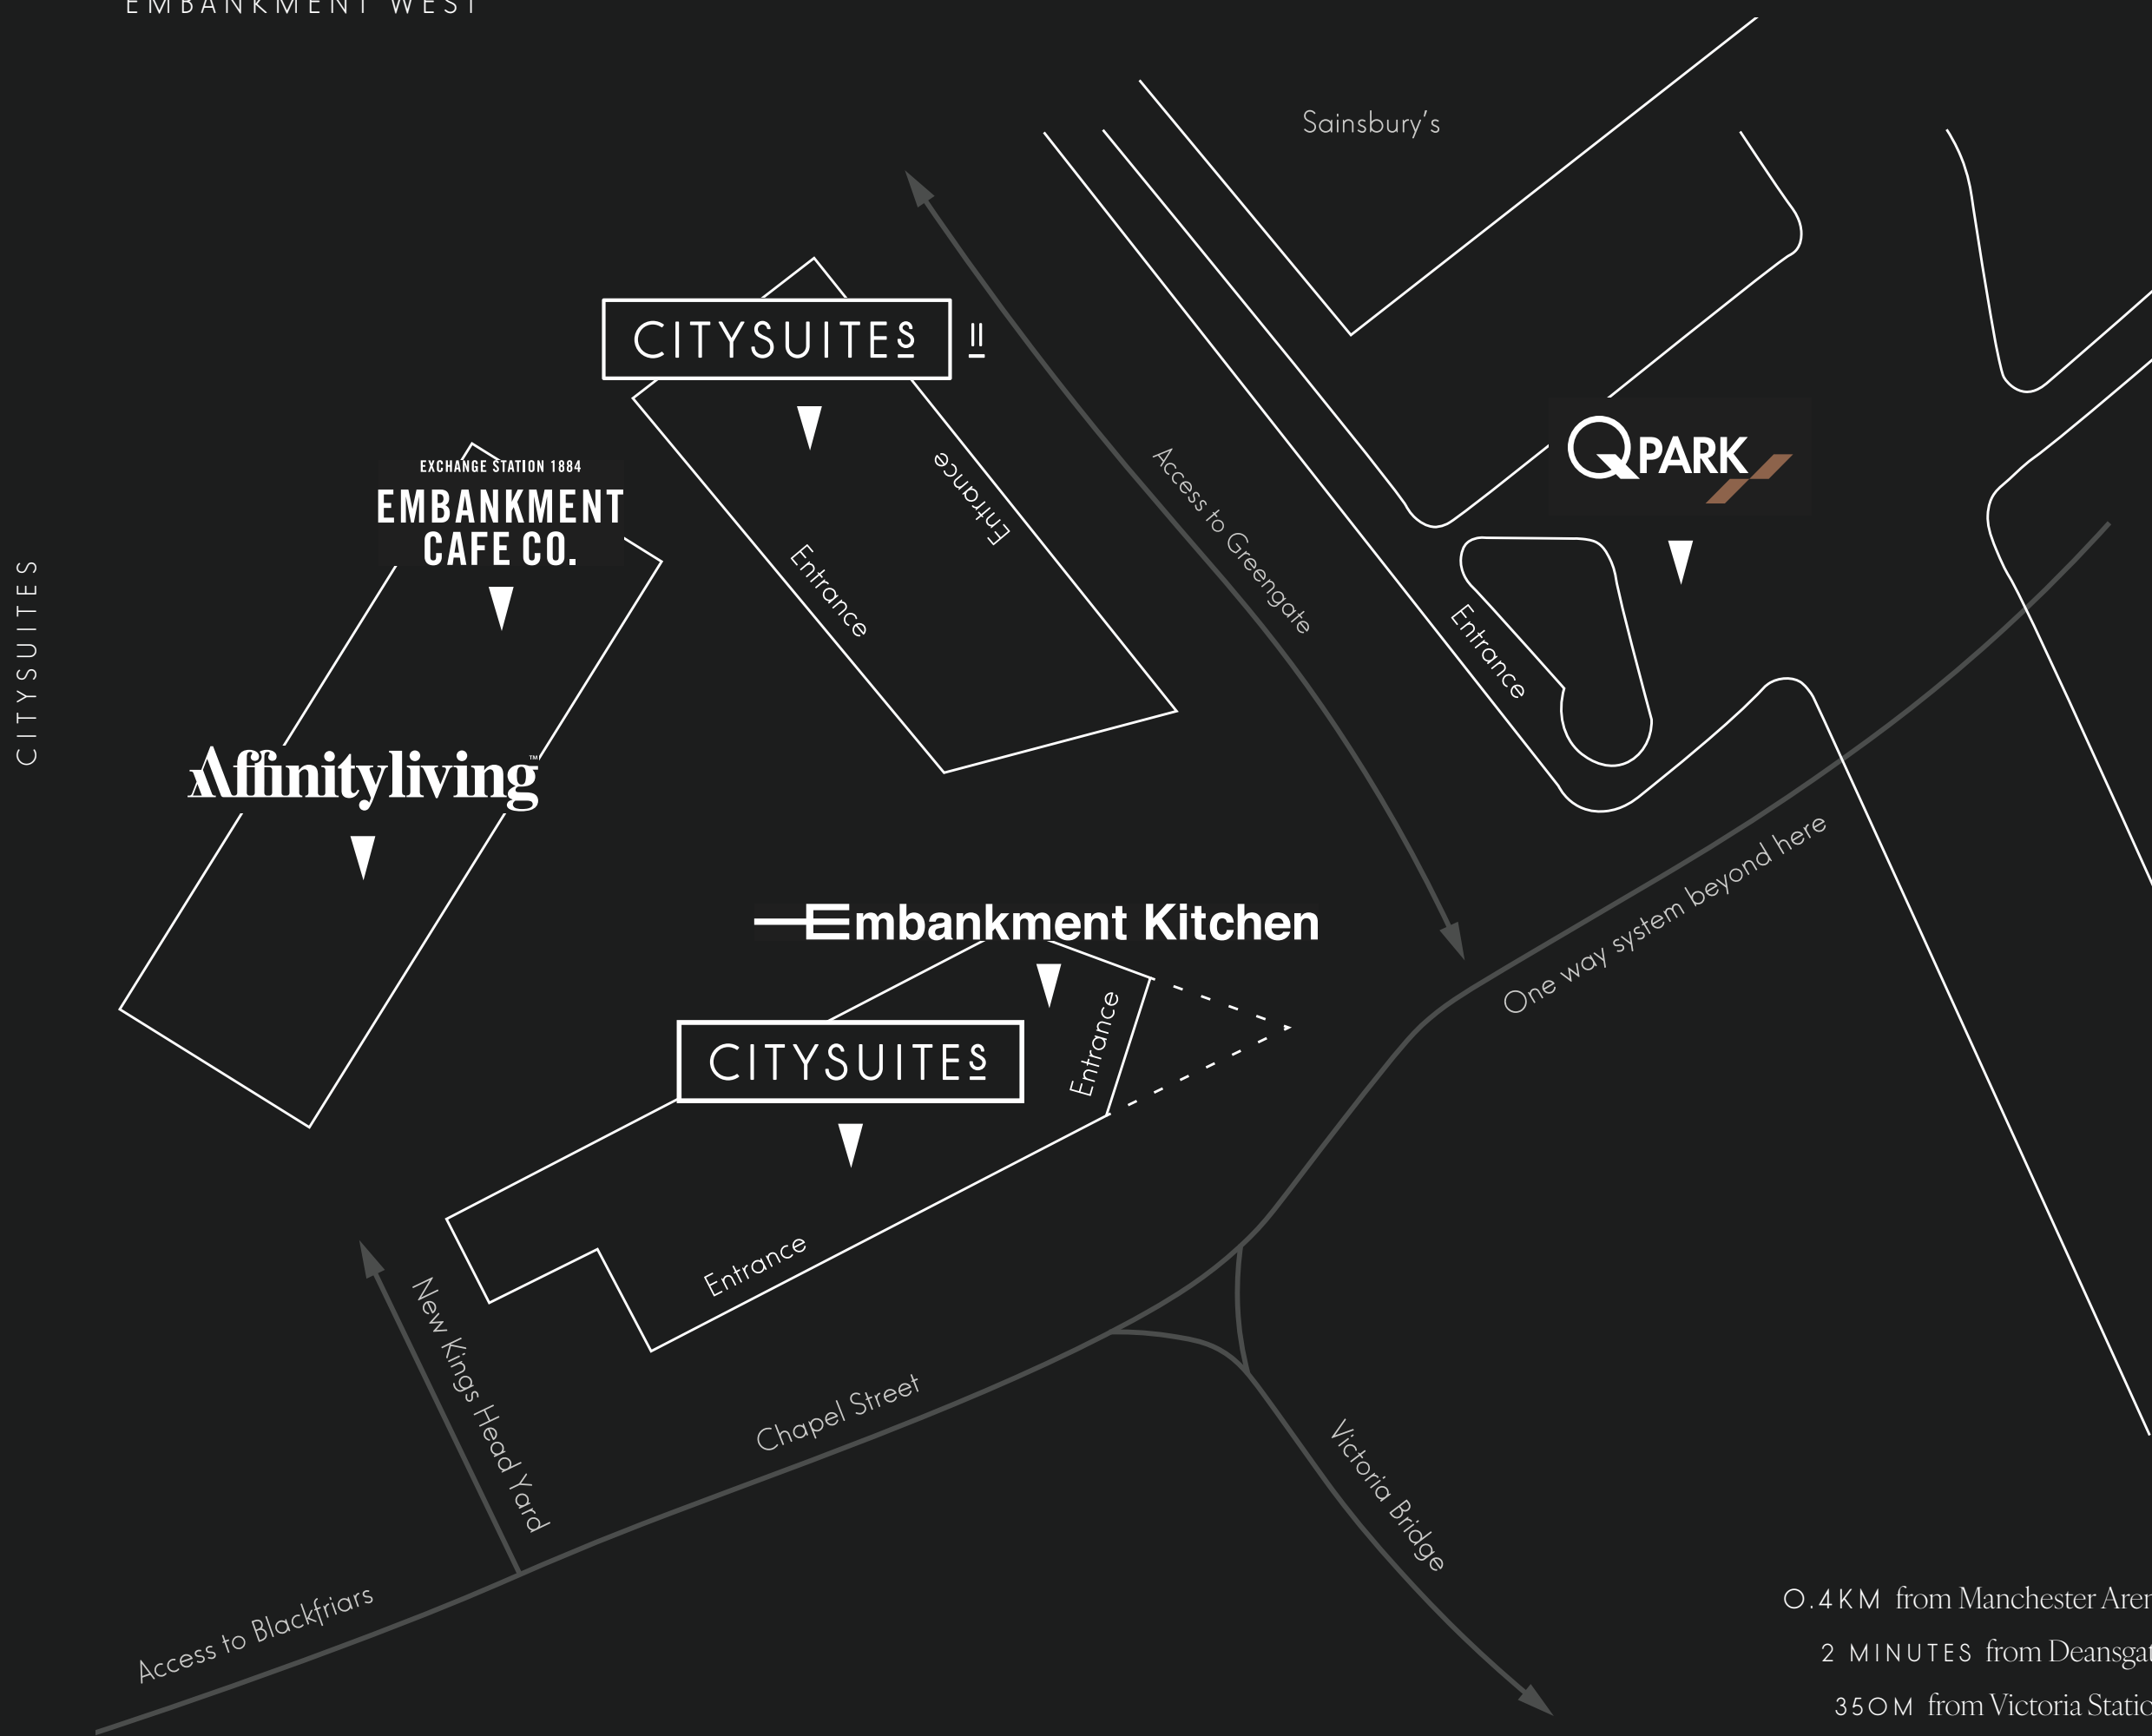 EMBANKMENT WEST
Sainsbury's
CITYSUITES II
EXCHANGE STATION 1884
EMBANKMENT
CAFE CO.
QPARK
Entrance
Entrance
Access to Greengate
Entrance
CITYSUITES
Affinityliving™
One way system beyond here
Embankment Kitchen
Entrance
CITYSUITES
Entrance
New Kings Head Yard
Chapel Street
Victoria Bridge
Access to Blackfriars
0.4KM from Manchester Aren
2 MINUTES from Deansgat
350M from Victoria Statio